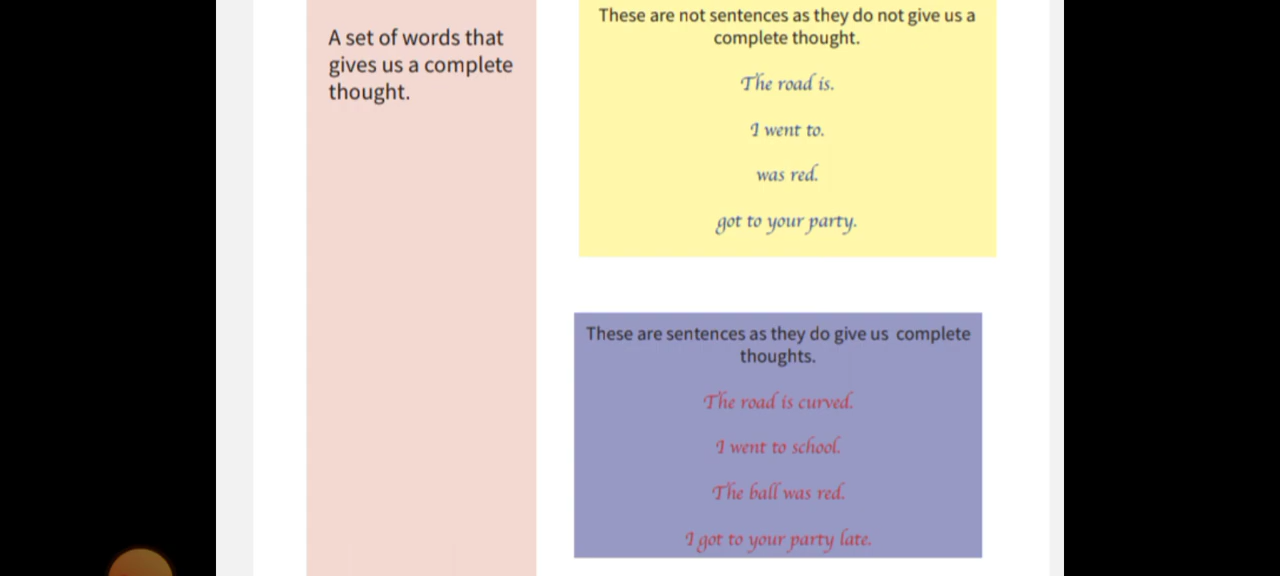 A set of words that
gives us a complete
thought.
These are not sentences as they do not give us a
complete thought.
The road is.
I went to.
was red.
got to your party.
These are sentences as they do give us complete
thoughts.
The road is curved.
I went to school.
The ball was red.
I got to your party late.